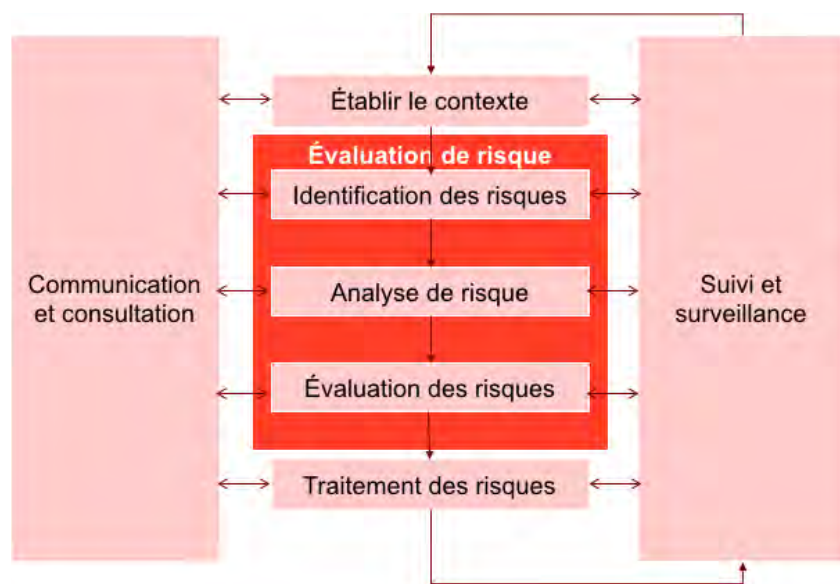 Établir le contexte
Évaluation de risque
Identification des risques
Communication
et consultation
Analyse de risque
Suivi et
surveillance
Évaluation des risques
Traitement des risques